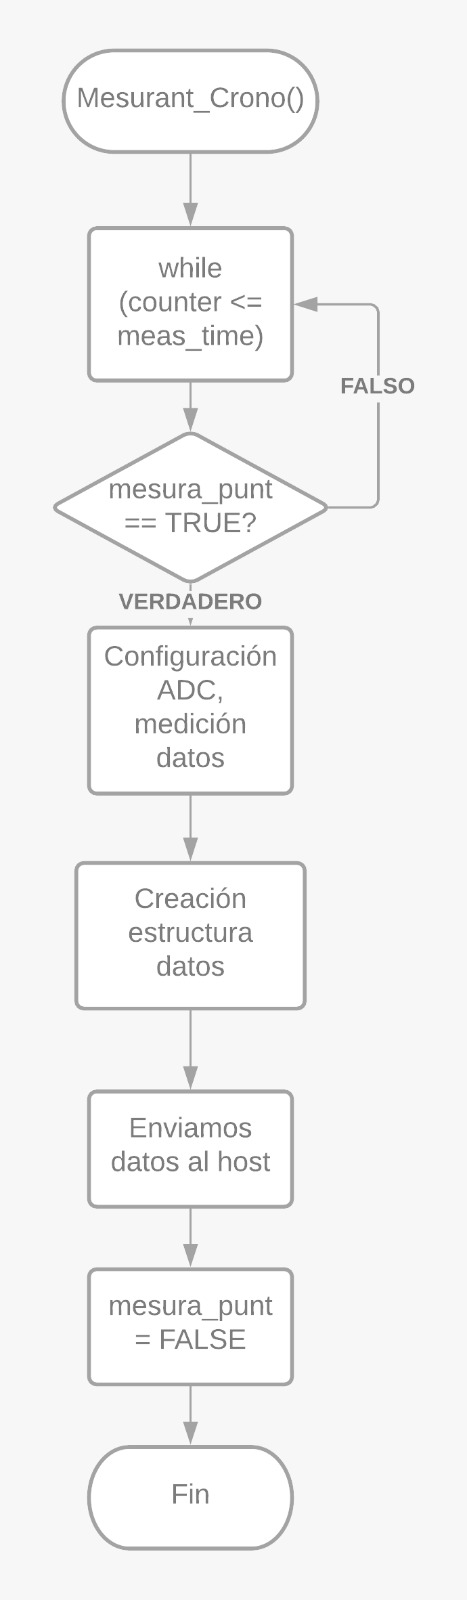 Mesurant_Crono()
while
(counter <=
meas_time)
FALSO
mesura_punt
== TRUE?
VERDADERO
Configuración
ADC,
medición
datos
Creación
estructura
datos
Enviamos
datos al host
mesura_punt
= FALSE
Fin